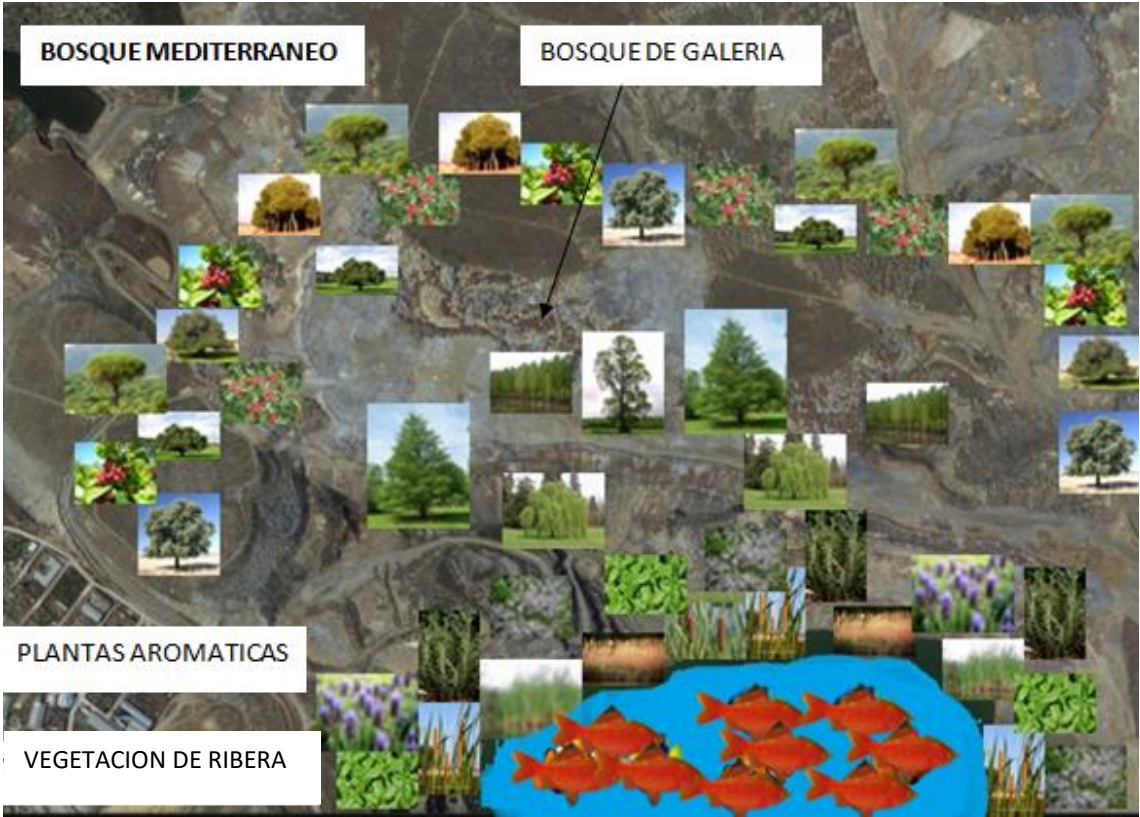 BOSQUE MEDITERRANEO
BOSQUE DE GALERIA
PLANTAS AROMATICAS
VEGETACION DE RIBERA